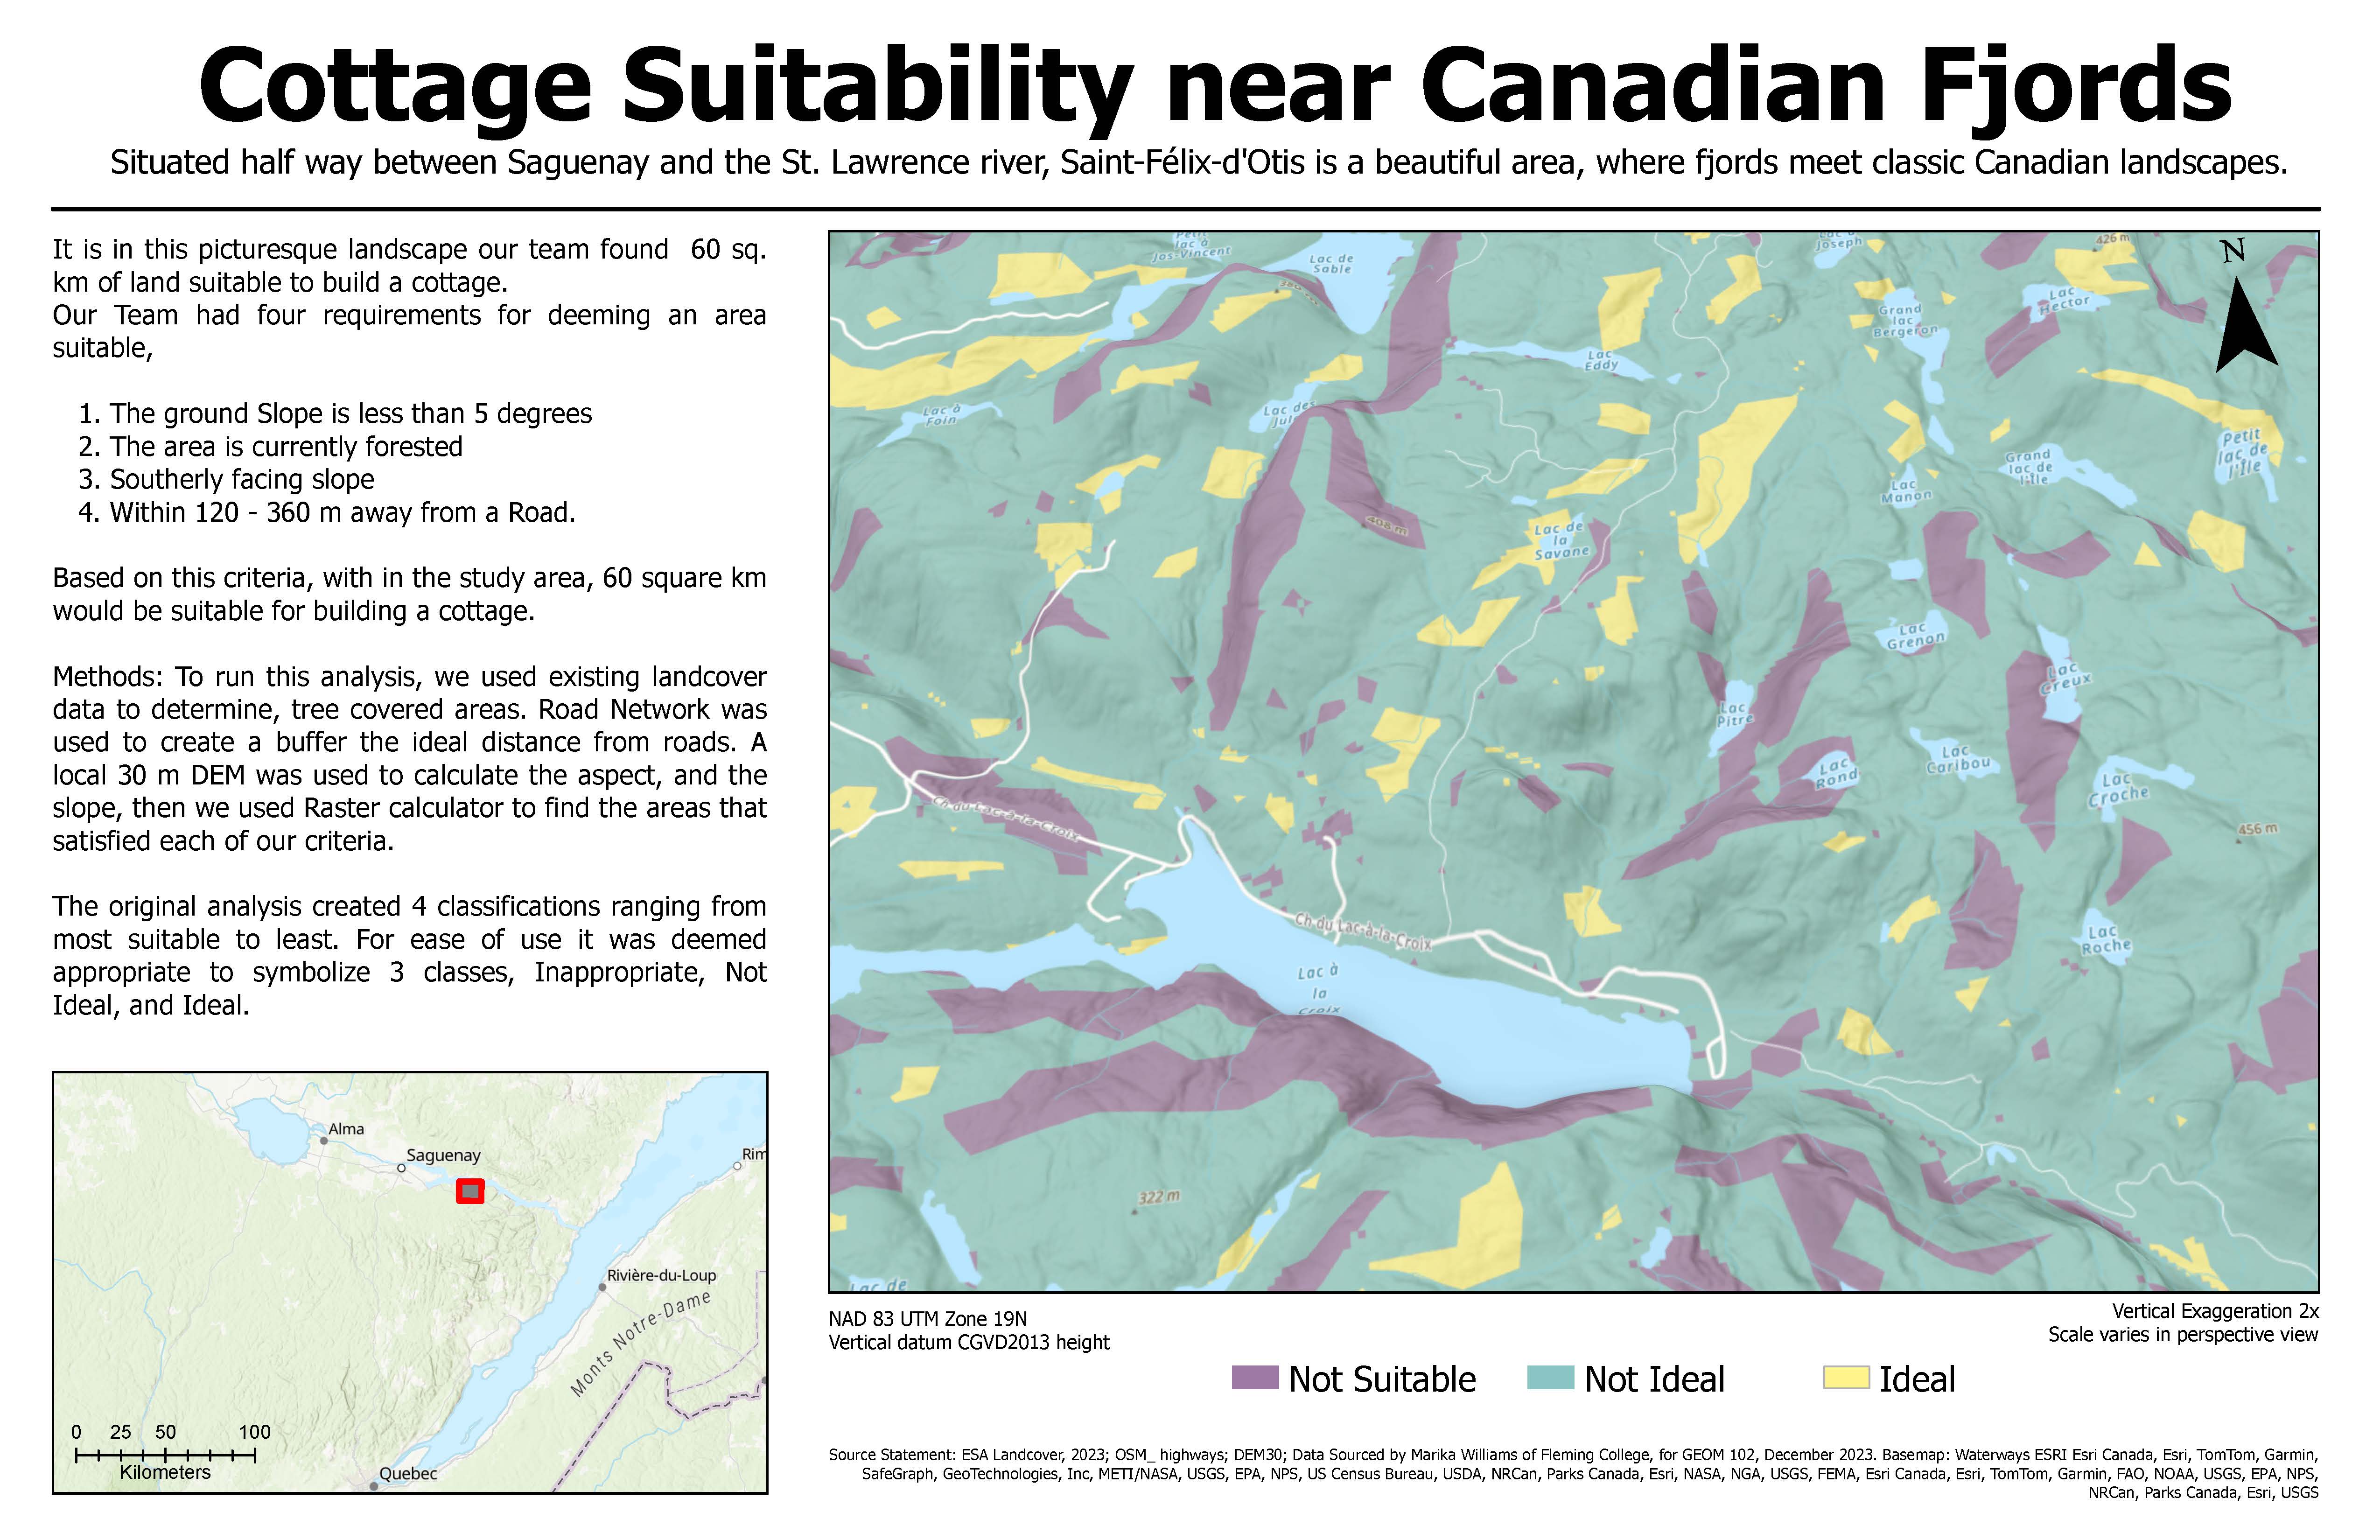 Cottage Suitability near Canadian Fjords
Situated half way between Saguenay and the St. Lawrence river, Saint-Félix-d'Otis is a beautiful area, where fjords meet classic Canadian landscapes.
It is in this picturesque landscape our team found 60 sq.
km of land suitable to build a cottage.
Our Team had four requirements for deeming an area
suitable,
1. The ground Slope is less than 5 degrees
2. The area is currently forested
3. Southerly facing slope
4. Within 120 - 360 m away from a Road.
Based on this criteria, with in the study area, 60 square km
would be suitable for building a cottage.
Methods: To run this analysis, we used existing landcover
data to determine, tree covered areas. Road Network was
used to create a buffer the ideal distance from roads. A
local 30 m DEM was used to calculate the aspect, and the
slope, then we used Raster calculator to find the areas that
satisfied each of our criteria.
The original analysis created 4 classifications ranging from
most suitable to least. For ease of use it was deemed
appropriate to symbolize 3 classes, Inappropriate, Not
Ideal, and Ideal.
Alma
Saguenay
Rim
Rivière-du-Loup
Monts Notre-Dame
Quebec
0 25 50 100
Kilometers
Petit
lac à
Jos-Vincent
Lac de
Sable
Lac à
Joseph
426 m
N
Lac
Hector
Grand
lac
Bergeron
Lac
Eddy
Lac à
Foin
Lac des
Jul
Petit
lac de
l'Île
Grand
lac de
l'Île
Lac
Manon
408 m
Lac de
la
Savane
Lac
Grenon
Lac
Creux
Lac
Pitre
Lac
Rond
Lac
Caribou
Lac
Croche
Ch du Lac-à-la-Croix
456 m
Ch du Lac-à-la-Croix
Lac
Roche
Lac à
la
Croix
322 m
Lac de
NAD 83 UTM Zone 19N
Vertical datum CGVD2013 height
Vertical Exaggeration 2x
Scale varies in perspective view
Not Suitable
Not Ideal
Ideal
Source Statement: ESA Landcover, 2023; OSM_ highways; DEM30; Data Sourced by Marika Williams of Fleming College, for GEOM 102, December 2023. Basemap: Waterways ESRI Esri Canada, Esri, TomTom, Garmin,
SafeGraph, GeoTechnologies, Inc, METI/NASA, USGS, EPA, NPS, US Census Bureau, USDA, NRCan, Parks Canada, Esri, NASA, NGA, USGS, FEMA, Esri Canada, Esri, TomTom, Garmin, FAO, NOAA, USGS, EPA, NPS,
NRCan, Parks Canada, Esri, USGS